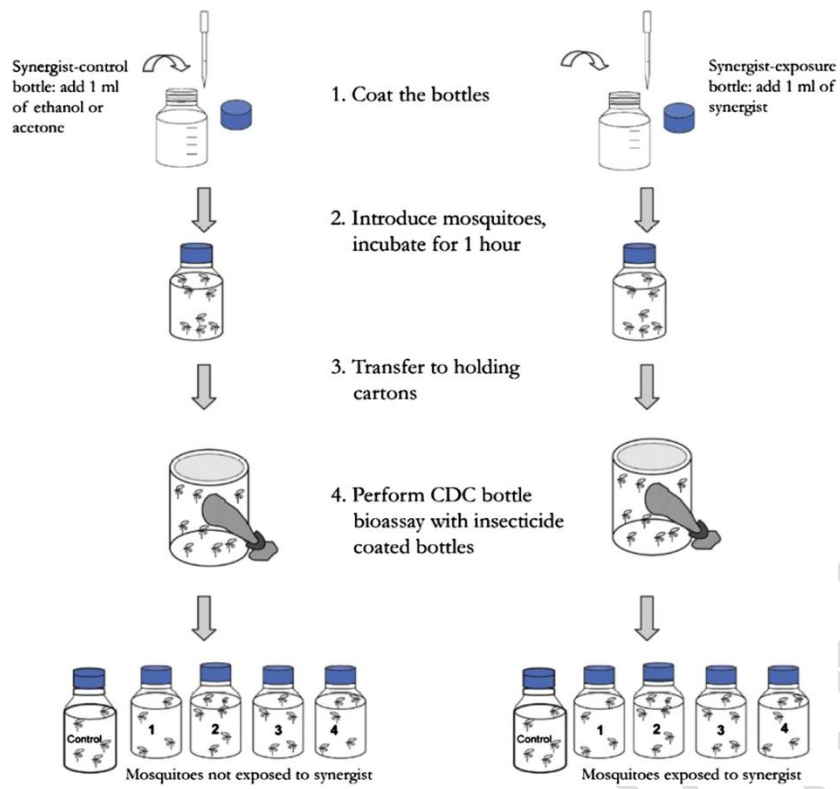 Synergist-control
bottle: add 1 ml
of ethanol or
acetone
1. Coat the bottles
Synergist-exposure
bottle: add 1 ml of
synergist
2. Introduce mosquitoes,
incubate for 1 hour
3. Transfer to holding
cartons
4. Perform CDC bottle
bioassay with insecticide
coated bottles
Control
1
2
3
4
Mosquitoes not exposed to synergist
Control
1
2
3
4
Mosquitoes exposed to synergist